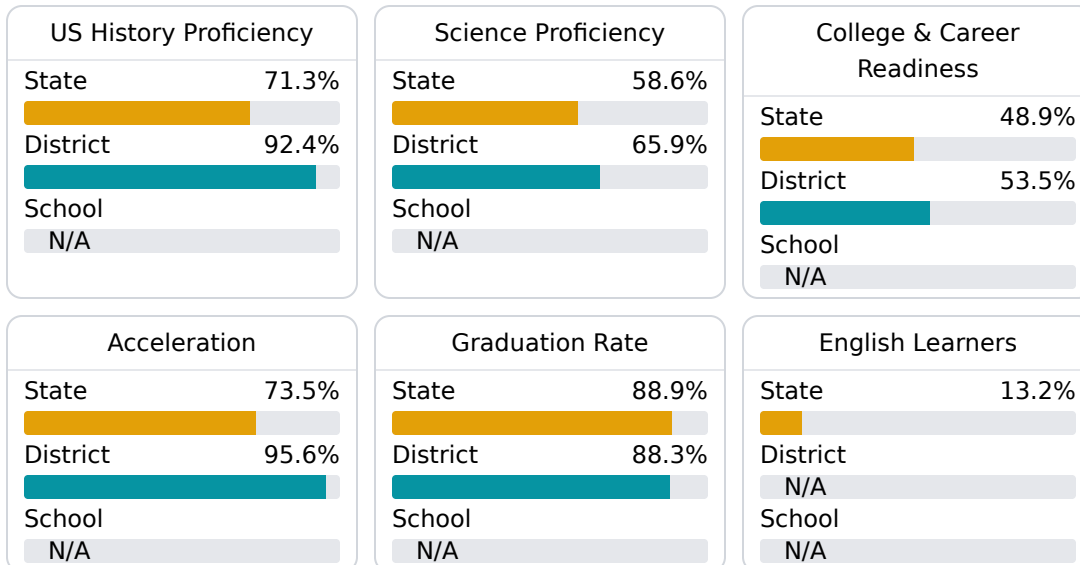 US History Proficiency
State 71.3%
District 92.4%
School
N/A
Science Proficiency
State 58.6%
District 65.9%
School
N/A
College & Career
Readiness
State 48.9%
District 53.5%
School
N/A
Acceleration
State 73.5%
District 95.6%
School
N/A
Graduation Rate
State 88.9%
District 88.3%
School
N/A
English Learners
State 13.2%
District
N/A
School
N/A